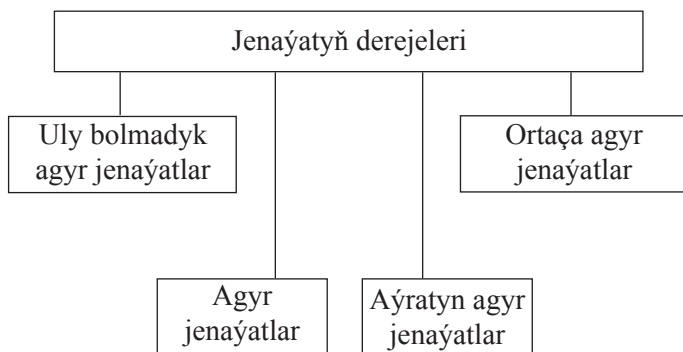 Jenaýatyň derejeleri
Uly bolmadyk
agyr jenaýatlar
Ortaça agyr
jenaýatlar
Agyr
jenaýatlar
Aýratyn agyr
jenaýatlar